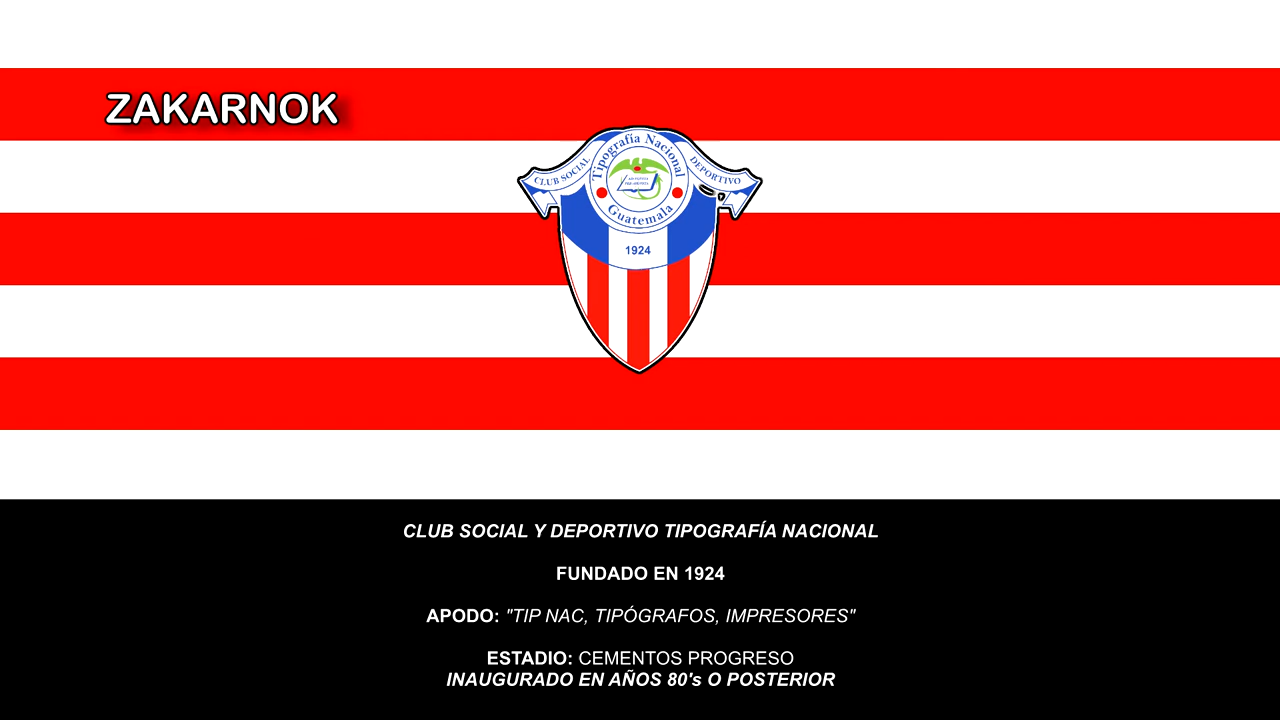 ZAKARNOK
CLUB SOCIAL
Tipografía Nacional
DEPORTIVO
Guatemala
1924
CLUB SOCIAL Y DEPORTIVO TIPOGRAFÍA NACIONAL
FUNDADO EN 1924
APODO: "TIP NAC, TIPÓGRAFOS, IMPRESORES"
ESTADIO: CEMENTOS PROGRESO
INAUGURADO EN AÑOS 80's O POSTERIOR